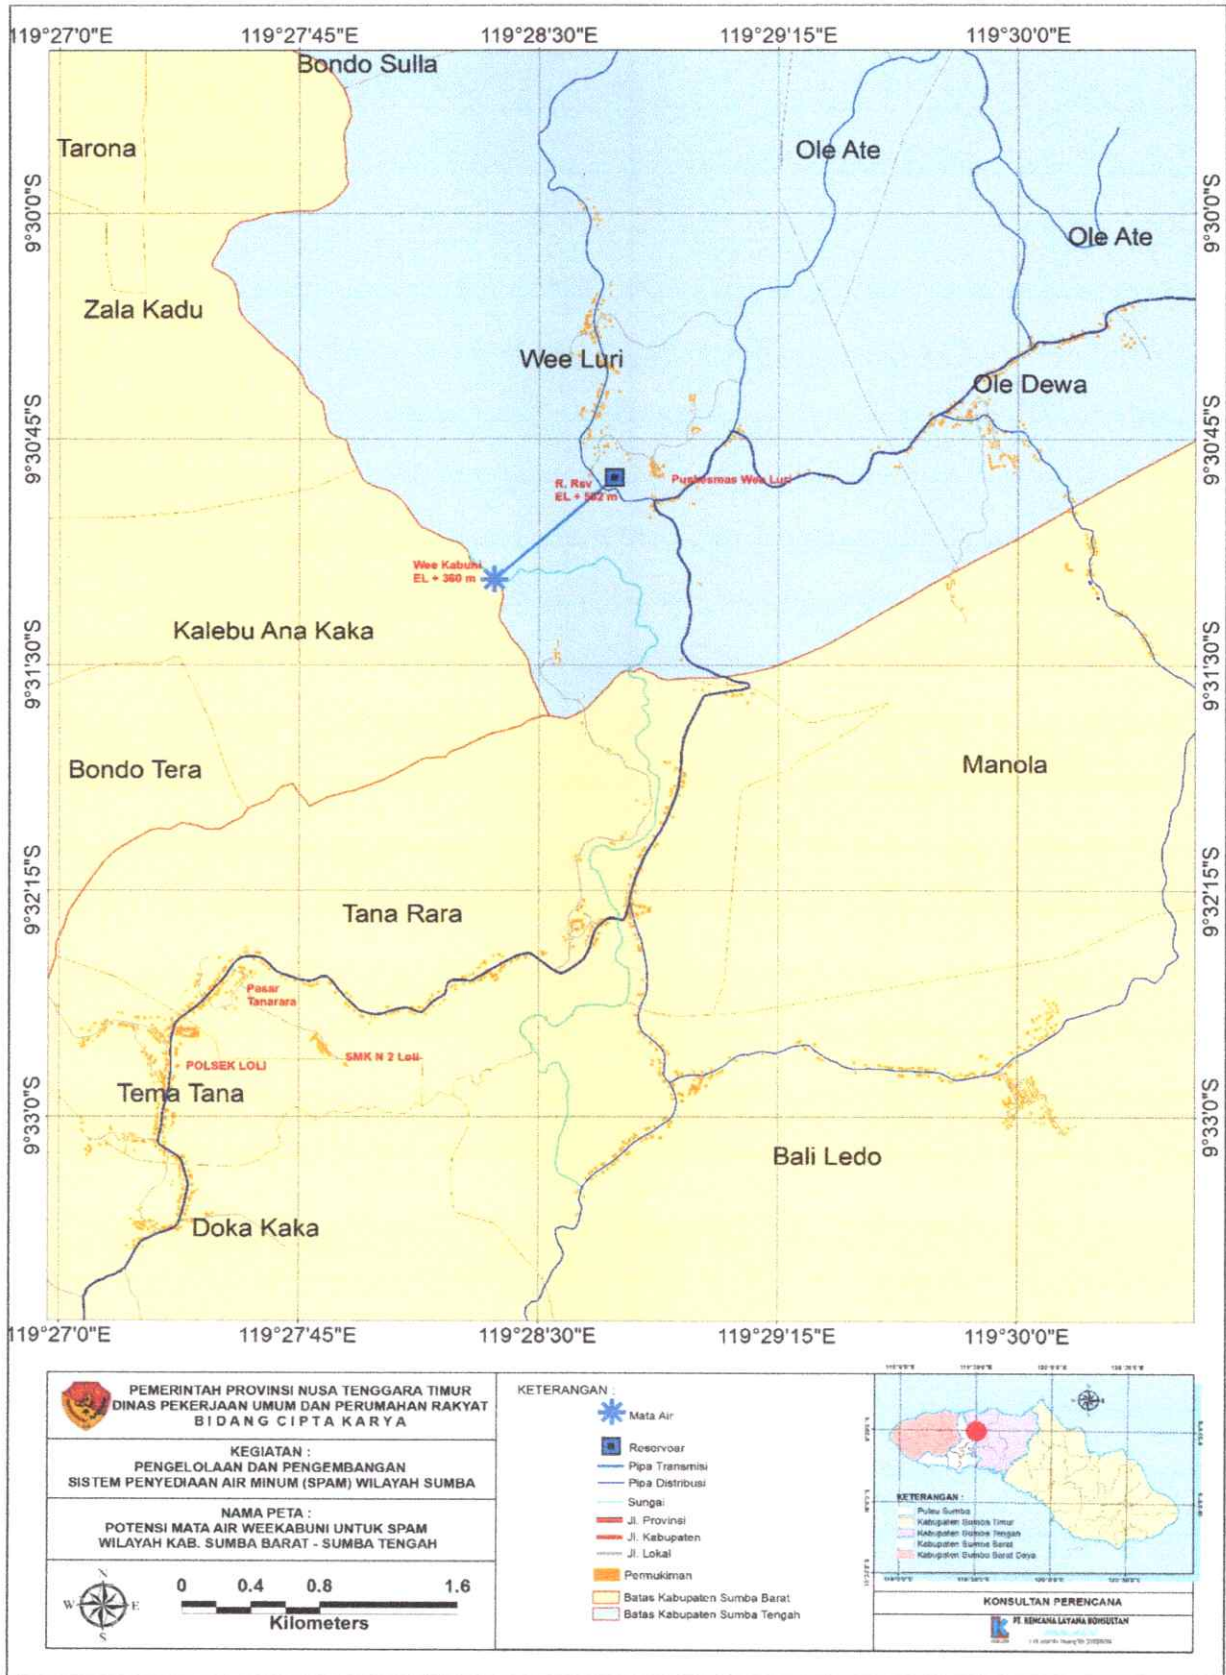 119°27'0"E 119°27'45"E 119°28'30"E 119°29'15"E 119°30'0"E
Bondo Sulla
Tarona
Ole Ate
9°30'0"S
9°30'0"S
Ole Ate
Zala Kadu
Wee Luri
Ole Dewa
9°30'45"S
9°30'45"S
R. Rsv
Puskesmas Wee Luri
Wee Kabuni
EL + 360 m
Kalebu Ana Kaka
9°31'30"S
9°31'30"S
Bondo Tera
Manola
9°32'15"S
9°32'15"S
Tana Rara
Pasar
Tanarara
POLSEK LOLI
SMK N 2 Loli
Tema Tana
9°33'0"S
9°33'0"S
Bali Ledo
Doka Kaka
119°27'0"E 119°27'45"E 119°28'30"E 119°29'15"E 119°30'0"E
PEMERINTAH PROVINSI NUSA TENGGARA TIMUR
DINAS PEKERJAAN UMUM DAN PERUMAHAN RAKYAT
BIDANG CIPTA KARYA
KEGIATAN :
PENGELOLAAN DAN PENGEMBANGAN
SISTEM PENYEDIAAN AIR MINUM (SPAM) WILAYAH SUMBA
NAMA PETA :
POTENSI MATA AIR WEEKABUNI UNTUK SPAM
WILAYAH KAB. SUMBA BARAT - SUMBA TENGAH
N
W E
S
0 0.4 0.8 1.6
Kilometers
KETERANGAN :
Mata Air
Reservoar
Pipa Transmisi
Pipa Distribusi
Sungai
Jl. Provinsi
Jl. Kabupaten
Jl. Lokal
Permukiman
Batas Kabupaten Sumba Barat
Batas Kabupaten Sumba Tengah
KETERANGAN :
Pulau Sumba
Kabupaten Sumba Timur
Kabupaten Sumba Tengah
Kabupaten Sumba Barat
Kabupaten Sumba Barat Daya
KONSULTAN PERENCANA
PT. RENCANA LAYANA KONSULTAN